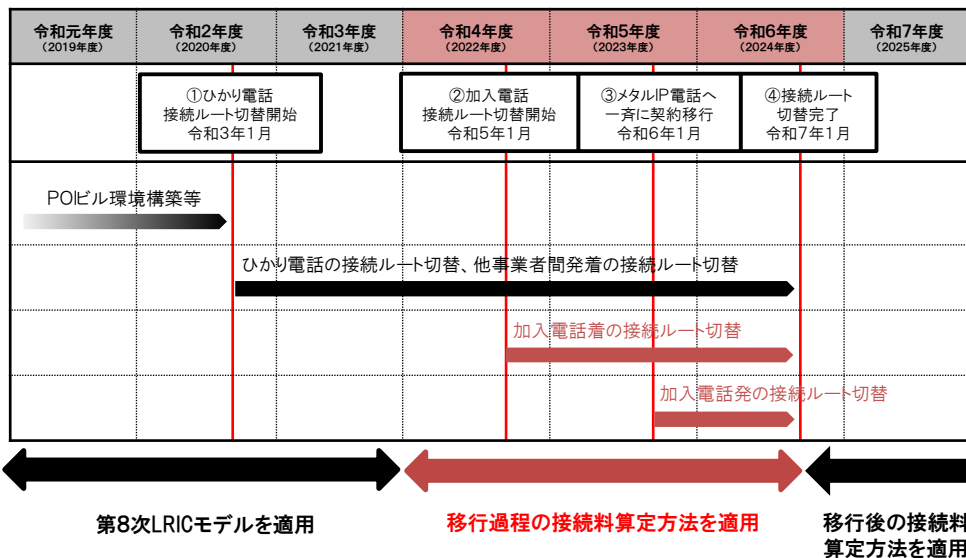 令和元年度
(2019年度)
令和2年度
(2020年度)
令和3年度
(2021年度)
令和4年度
(2022年度)
令和5年度
(2023年度)
令和6年度
(2024年度)
令和7年度
(2025年度)
①ひかり電話
接続ルート切替開始
令和3年1月
②加入電話
接続ルート切替開始
令和5年1月
③メタルIP電話へ
一斉に契約移行
令和6年1月
④接続ルート
切替完了
令和7年1月
POIビル環境構築等
ひかり電話の接続ルート切替、他事業者間発着の接続ルート切替
加入電話着の接続ルート切替
加入電話発の接続ルート切替
第8次LRICモデルを適用
移行過程の接続料算定方法を適用
移行後の接続料
算定方法を適用